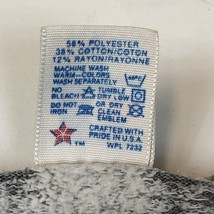 50% POLYESTER
38% COTTON/COTON
12% RAYON/RAYONNE
MACHINE WASH
WARM-COLORS
WASH SEPARATELY
NO TUMBLE
BLEACH DRY LOW
DO NOT OR DRY
IRON CLEAN
EMBLEM
CRAFTED WITH
PRIDE IN U.S.A.
WPL 7232